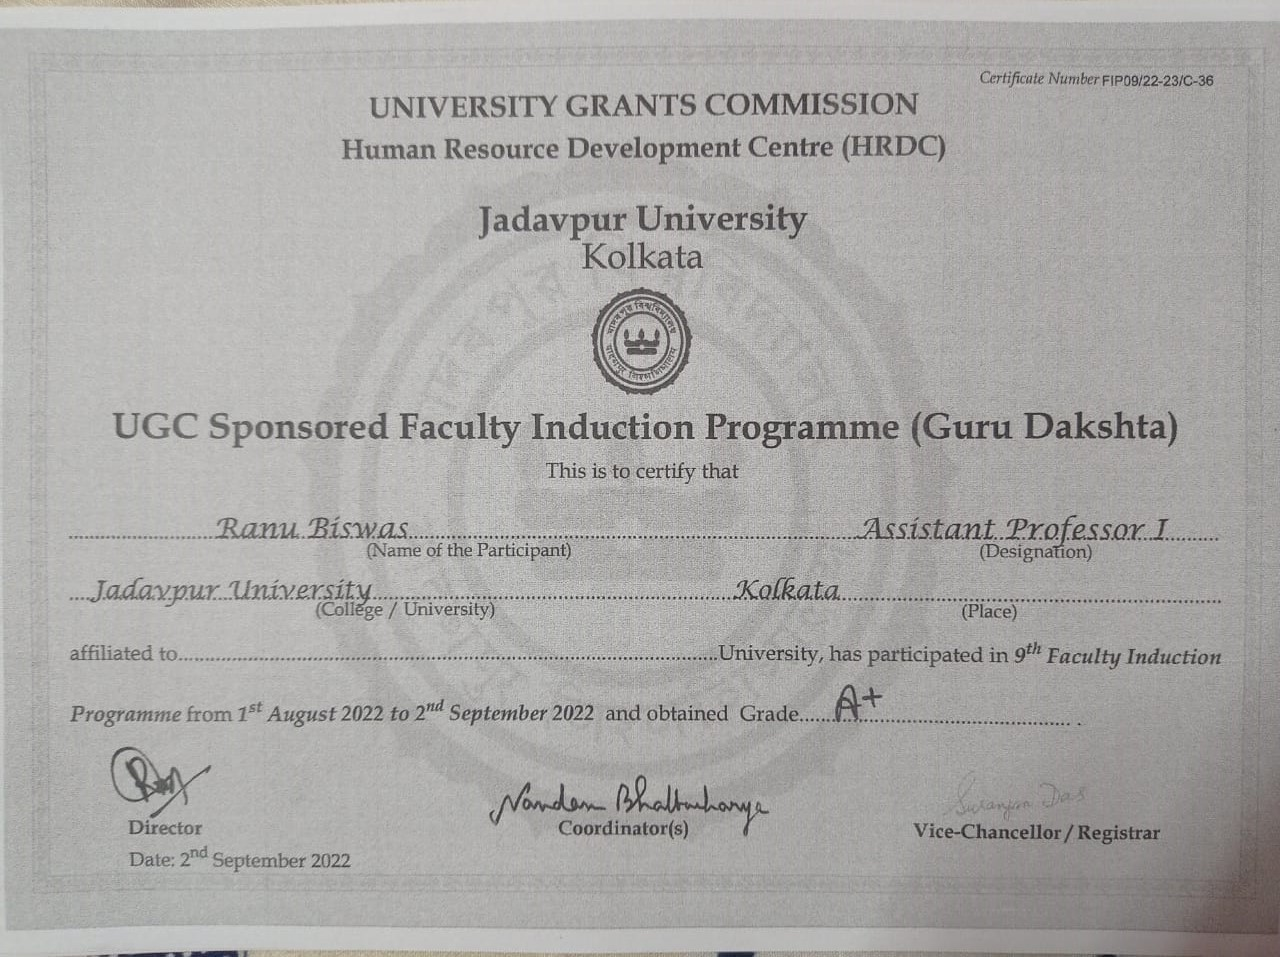 Certificate Number FIP09/22-23/C-36
UNIVERSITY GRANTS COMMISSION
Human Resource Development Centre (HRDC)
Jadavpur University
Kolkata
UGC Sponsored Faculty Induction Programme (Guru Dakshta)
This is to certify that
Ranu Biswas Assistant Professor I
(Name of the Participant) (Designation)
Jadavpur University Kolkata
(College / University) (Place)
affiliated to University, has participated in 9th Faculty Induction
Programme from 1st August 2022 to 2nd September 2022 and obtained Grade A+
Nandan Bhattacharya Suranjan Das
Director Coordinator(s) Vice-Chancellor / Registrar
Date: 2nd September 2022